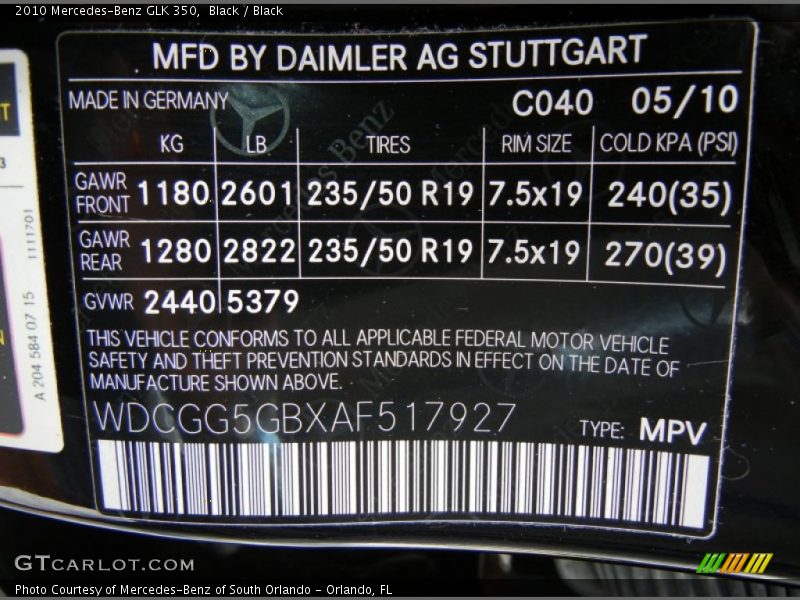 2010 Mercedes-Benz GLK 350,  Black / Black
MFD BY DAIMLER AG STUTTGART
MADE IN GERMANY C040 05/10
KG LB TIRES RIM SIZE COLD KPA (PSI)
GAWR FRONT 1180 2601 235/50 R19 7.5x19 240(35)
GAWR REAR 1280 2822 235/50 R19 7.5x19 270(39)
GVWR 2440 5379
THIS VEHICLE CONFORMS TO ALL APPLICABLE FEDERAL MOTOR VEHICLE
SAFETY AND THEFT PREVENTION STANDARDS IN EFFECT ON THE DATE OF
MANUFACTURE SHOWN ABOVE.
WDCGG5GBXAF517927 TYPE: MPV
1111701
A 204 584 07 15
GTCARLOT.COM
Photo Courtesy of Mercedes-Benz of South Orlando - Orlando, FL